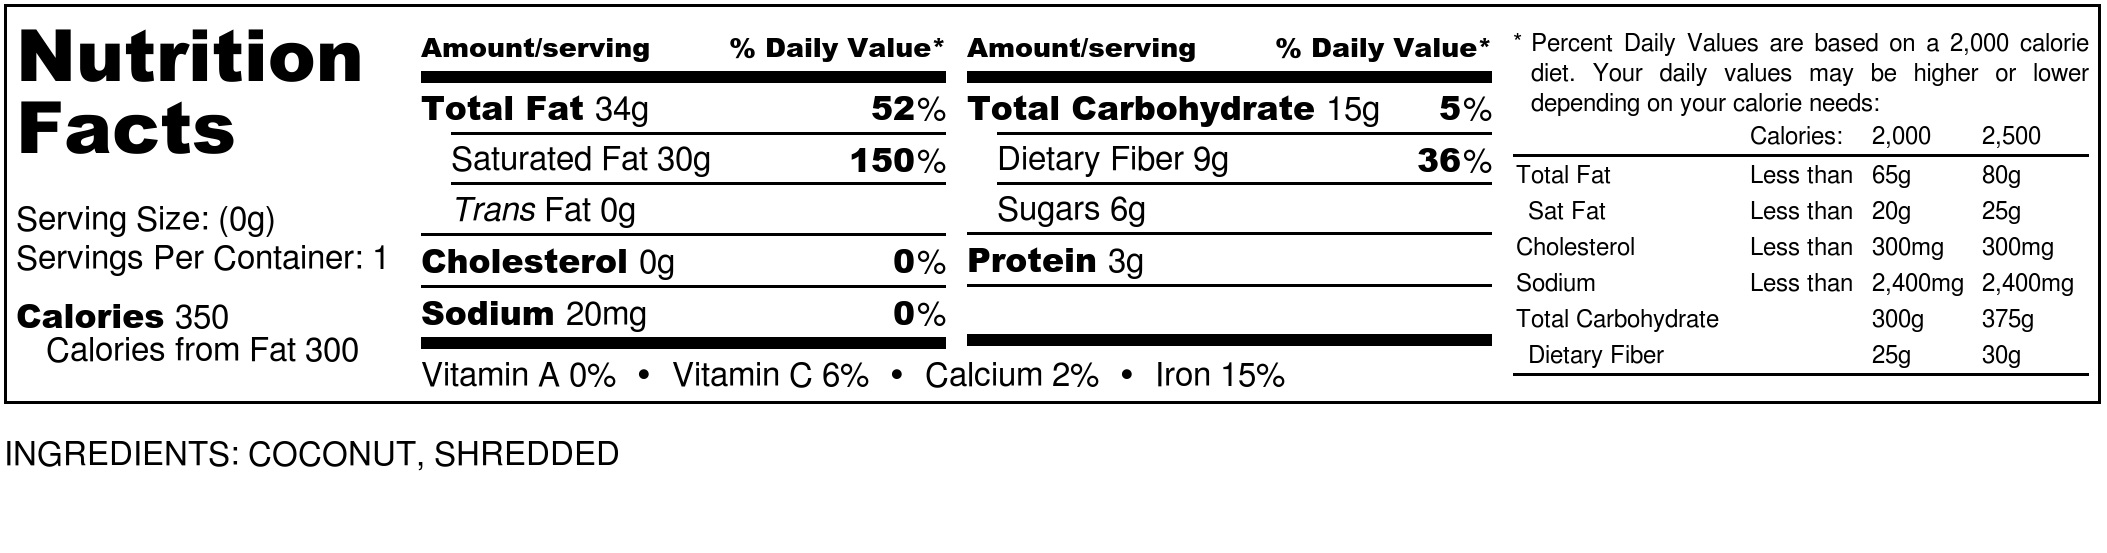 Nutrition
Facts
Serving Size: (0g)
Servings Per Container: 1
Calories 350
Calories from Fat 300
Amount/serving % Daily Value*
Total Fat 34g 52%
Saturated Fat 30g 150%
Trans Fat 0g
Cholesterol 0g 0%
Sodium 20mg 0%
Amount/serving % Daily Value*
Total Carbohydrate 15g 5%
Dietary Fiber 9g 36%
Sugars 6g
Protein 3g
Vitamin A 0% • Vitamin C 6% • Calcium 2% • Iron 15%
* Percent Daily Values are based on a 2,000 calorie
diet. Your daily values may be higher or lower
depending on your calorie needs:
Calories: 2,000 2,500
Total Fat Less than 65g 80g
Sat Fat Less than 20g 25g
Cholesterol Less than 300mg 300mg
Sodium Less than 2,400mg 2,400mg
Total Carbohydrate 300g 375g
Dietary Fiber 25g 30g
INGREDIENTS: COCONUT, SHREDDED